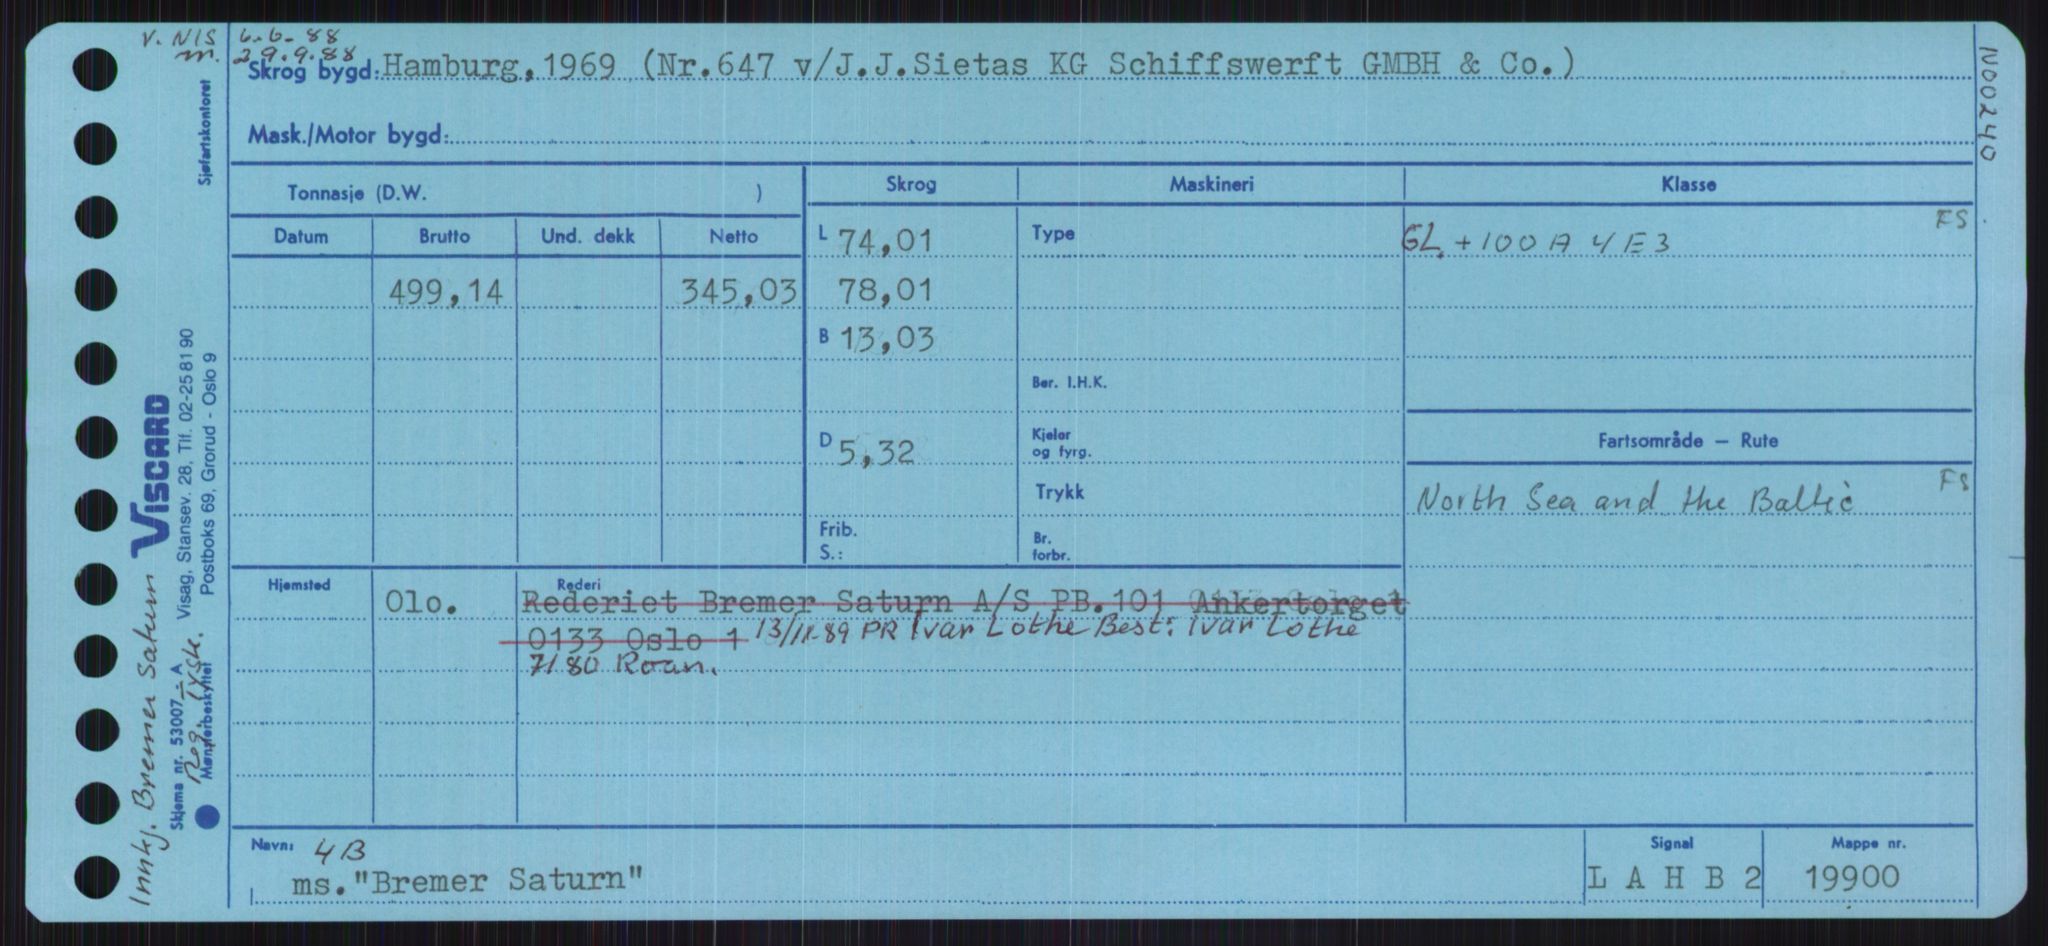 V. NIS 6.6.88
m. 29.9.88
Skrog bygd: Hamburg, 1969 (Nr.647 v/J.J.Sietas KG Schiffswerft GMBH & Co.)
Mask./Motor bygd:
N00240
Tonnasje (D.W. )
Skrog
Maskineri
Klasse
Datum Brutto Und. dekk Netto
L 74,01
Type
FS
GL +100 A 4 E3
499,14 345,03
78,01
B 13,03
Ber. I.H.K.
D 5,32
Kjeler
og fyrg.
Fartsområde — Rute
Trykk
FS
North Sea and the Baltic
Frib.
S.:
Br.
forbr.
Hjemsted
Rederi
Olo. Rederiet Bremer Saturn A/S PB.101 Ankertorget
0133 Oslo 1 13/11-89 PR Ivar Lothe Best: Ivar Lothe
7180 Roan.
Navn: 4B
ms."Bremer Saturn"
Signal
L A H B 2
Mappe nr.
19900
Innkj. Bremer Saturn
VISCARD
Skjema nr. 53007 — A
Visag, Stansev. 28, Tlf. 02-25 81 90
Postboks 69, Grorud - Oslo 9
Reg. Tysk.
Mønsterbeskyttet
Sjøfartskontoret